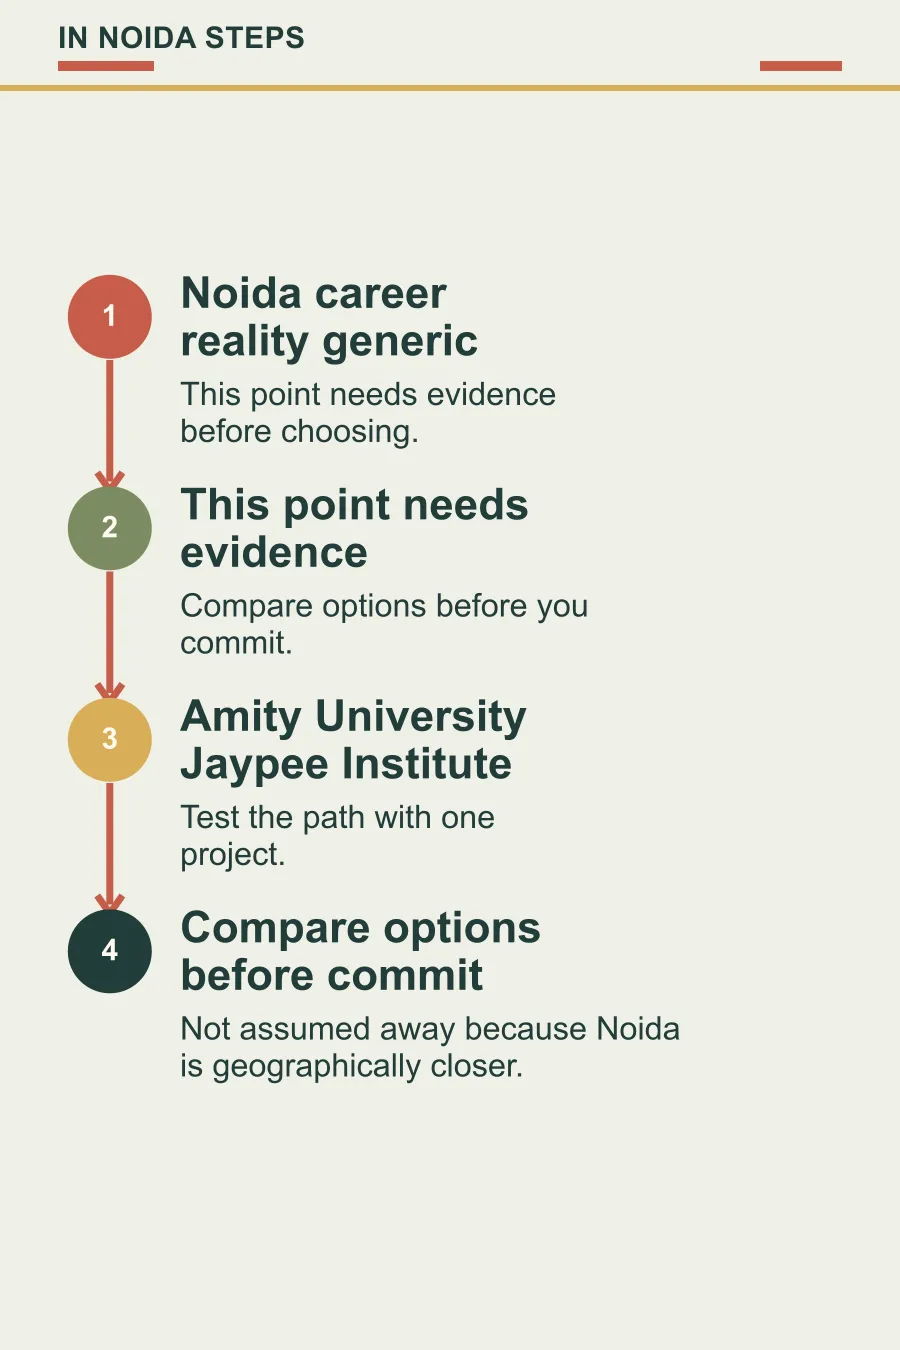 IN NOIDA STEPS
1
Noida career
reality generic
This point needs evidence
before choosing.
2
This point needs
evidence
Compare options before you
commit.
3
Amity University
Jaypee Institute
Test the path with one
project.
4
Compare options
before commit
Not assumed away because Noida
is geographically closer.